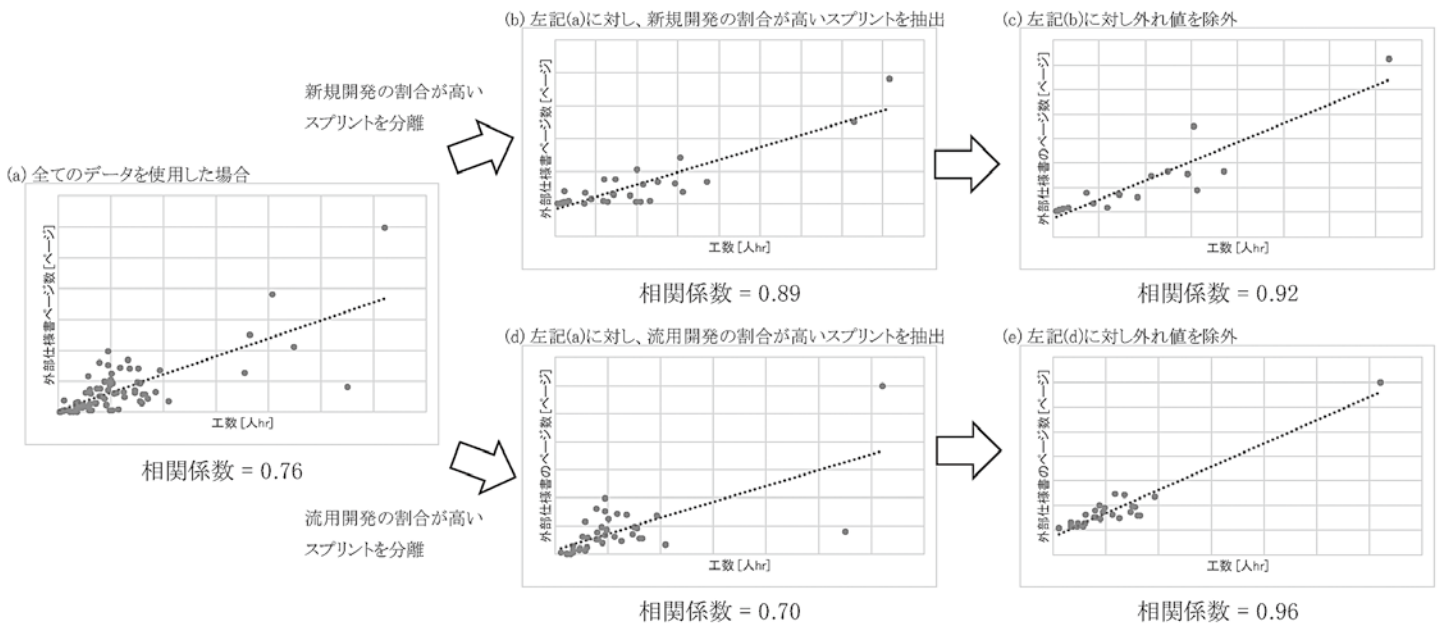 (a) 全てのデータを使用した場合
外部仕様書ページ数[ページ]
工数[人hr]
相関係数 = 0.76
新規開発の割合が高い
スプリントを分離
(b) 左記(a)に対し、新規開発の割合が高いスプリントを抽出
外部仕様書ページ数[ページ]
工数[人hr]
相関係数 = 0.89
(c) 左記(b)に対し外れ値を除外
外部仕様書のページ数[ページ]
工数[人hr]
相関係数 = 0.92
流用開発の割合が高い
スプリントを分離
(d) 左記(a)に対し、流用開発の割合が高いスプリントを抽出
外部仕様書のページ数[ページ]
工数[人hr]
相関係数 = 0.70
(e) 左記(d)に対し外れ値を除外
外部仕様書のページ数[ページ]
工数[人hr]
相関係数 = 0.96